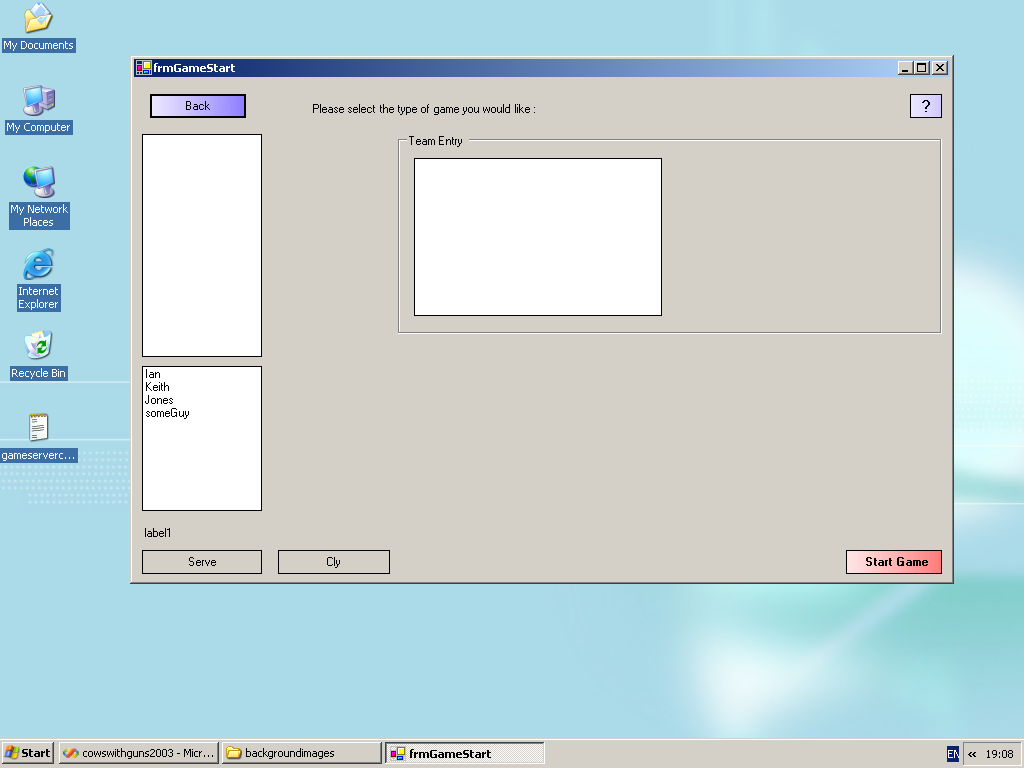 My Documents
My Computer
My Network
Places
Internet
Explorer
Recycle Bin
gameserverc...
frmGameStart
Back
Please select the type of game you would like :
?
Team Entry
Ian
Keith
Jones
someGuy
label1
Serve
Cly
Start Game
Start
cowswithguns2003 - Micr...
backgroundimages
frmGameStart
EN
«
19:08